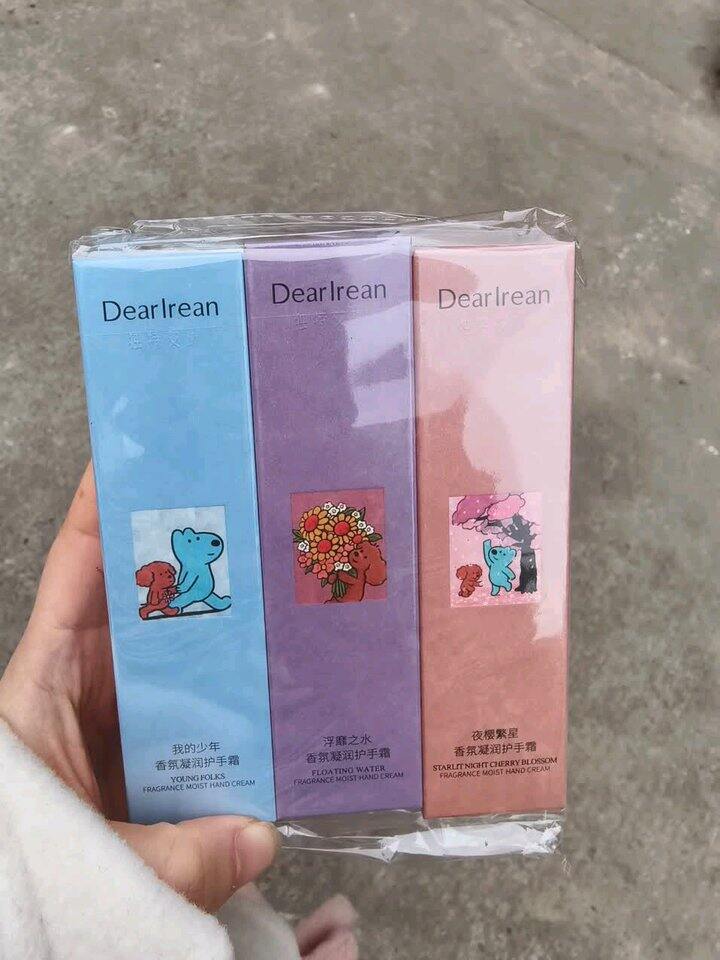 DearIrean
我的少年
香氛凝润护手霜
YOUNG FOLKS
FRAGRANCE MOIST HAND CREAM
DearIrean
浮靡之水
香氛凝润护手霜
FLOATING WATER
FRAGRANCE MOIST HAND CREAM
DearIrean
夜樱繁星
香氛凝润护手霜
STARLIT NIGHT CHERRY BLOSSOM
FRAGRANCE MOIST HAND CREAM